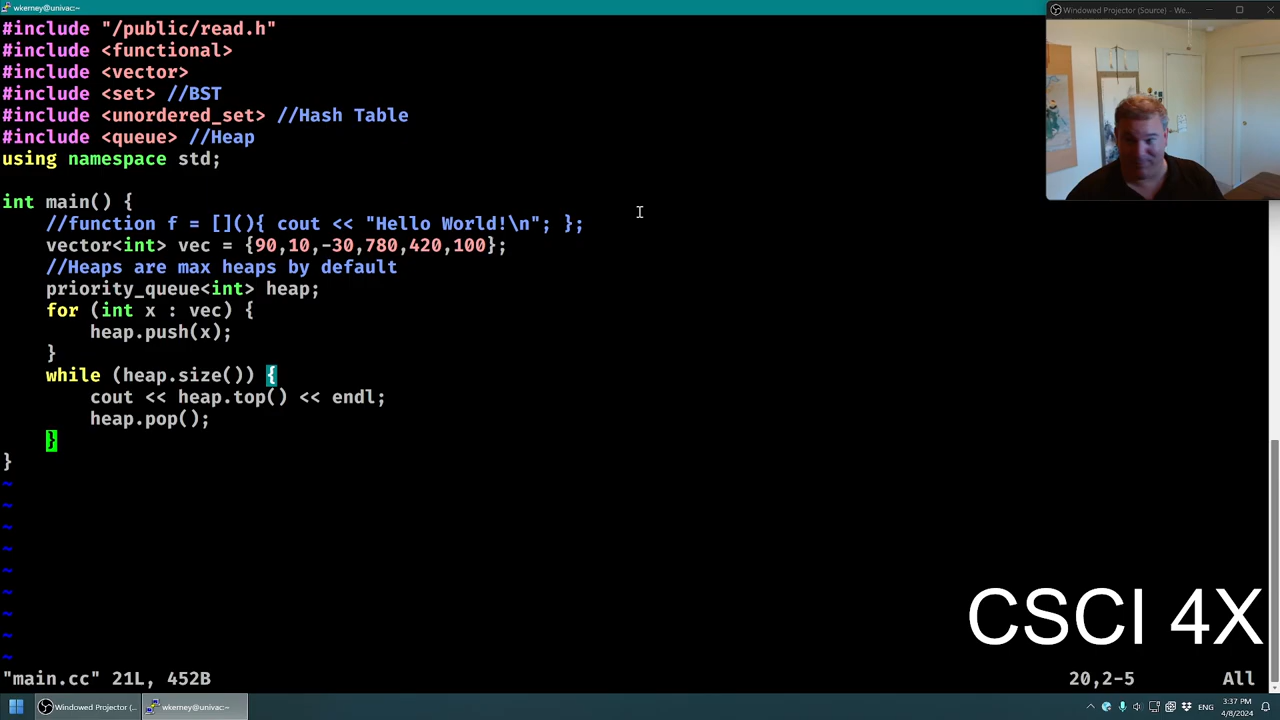 wkerney@univac:~
Windowed Projector (Source) - We...
#include "/public/read.h"
#include <functional>
#include <vector>
#include <set> //BST
#include <unordered_set> //Hash Table
#include <queue> //Heap
using namespace std;
int main() {
    //function f = [](){ cout << "Hello World!\n"; };
    vector<int> vec = {90,10,-30,780,420,100};
    //Heaps are max heaps by default
    priority_queue<int> heap;
    for (int x : vec) {
        heap.push(x);
    }
    while (heap.size()) {
        cout << heap.top() << endl;
        heap.pop();
    }
}
~
~
~
~
~
~
~
~
~
CSCI 4X
"main.cc" 21L, 452B 20,2-5 All
Windowed Projector (... wkerney@univac:~ ENG 3:37 PM
4/8/2024